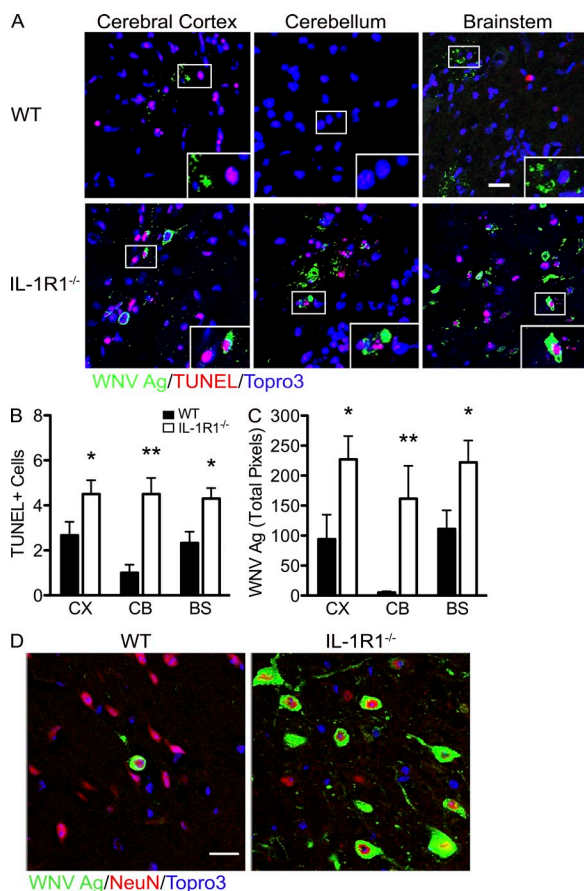 A
Cerebral Cortex Cerebellum Brainstem
WT
IL-1R1-/-
WNV Ag/TUNEL/Topro3
B
WT
IL-1R1-/-
TUNEL+ Cells
8
6
4
2
0
* ** *
CX CB BS
C
WNV Ag (Total Pixels)
300
250
200
150
100
50
0
* ** *
CX CB BS
D
WT IL-1R1-/-
WNV Ag/NeuN/Topro3